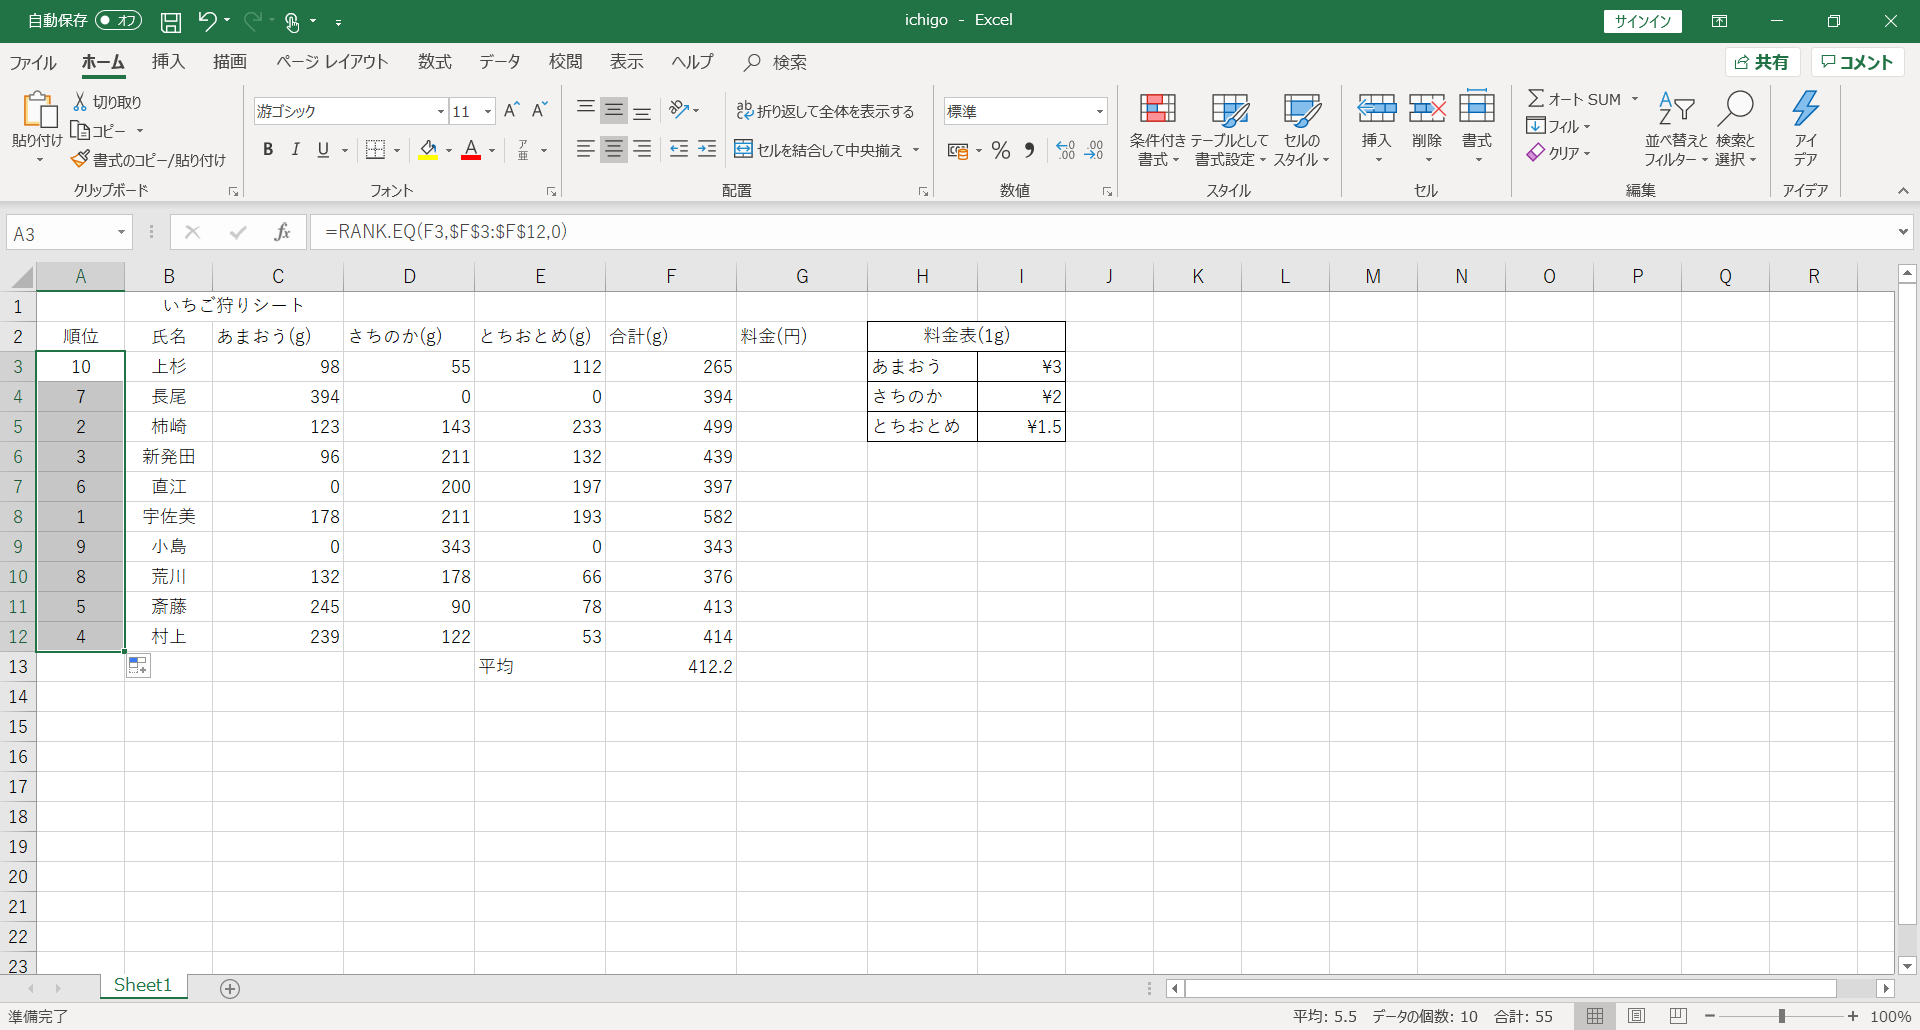 自動保存 オフ ichigo - Excel サインイン
ファイル ホーム 挿入 描画 ページ レイアウト 数式 データ 校閲 表示 ヘルプ 検索 共有 コメント
貼り付け 切り取り コピー 書式のコピー/貼り付け
クリップボード
游ゴシック 11 A A
B I U A ア亜
フォント
ab 折り返して全体を表示する
セルを結合して中央揃え
配置
標準
% 9 .00 .00
数値
条件付き書式 テーブルとして書式設定 セルのスタイル
スタイル
挿入 削除 書式
セル
Σ オート SUM
フィル
クリア
並べ替えとフィルター 検索と選択
編集
アイデア
アイデア
A3 fx =RANK.EQ(F3,$F$3:$F$12,0)
A B C D E F G H I J K L M N O P Q R
1 いちご狩りシート
2 順位 氏名 あまおう(g) さちのか(g) とちおとめ(g) 合計(g) 料金(円) 料金表(1g)
3 10 上杉 98 55 112 265 あまおう ¥3
4 7 長尾 394 0 0 394 さちのか ¥2
5 2 柿崎 123 143 233 499 とちおとめ ¥1.5
6 3 新発田 96 211 132 439
7 6 直江 0 200 197 397
8 1 宇佐美 178 211 193 582
9 9 小島 0 343 0 343
10 8 荒川 132 178 66 376
11 5 斎藤 245 90 78 413
12 4 村上 239 122 53 414
13 平均 412.2
14
15
16
17
18
19
20
21
22
23
Sheet1
準備完了 平均: 5.5 データの個数: 10 合計: 55 100%